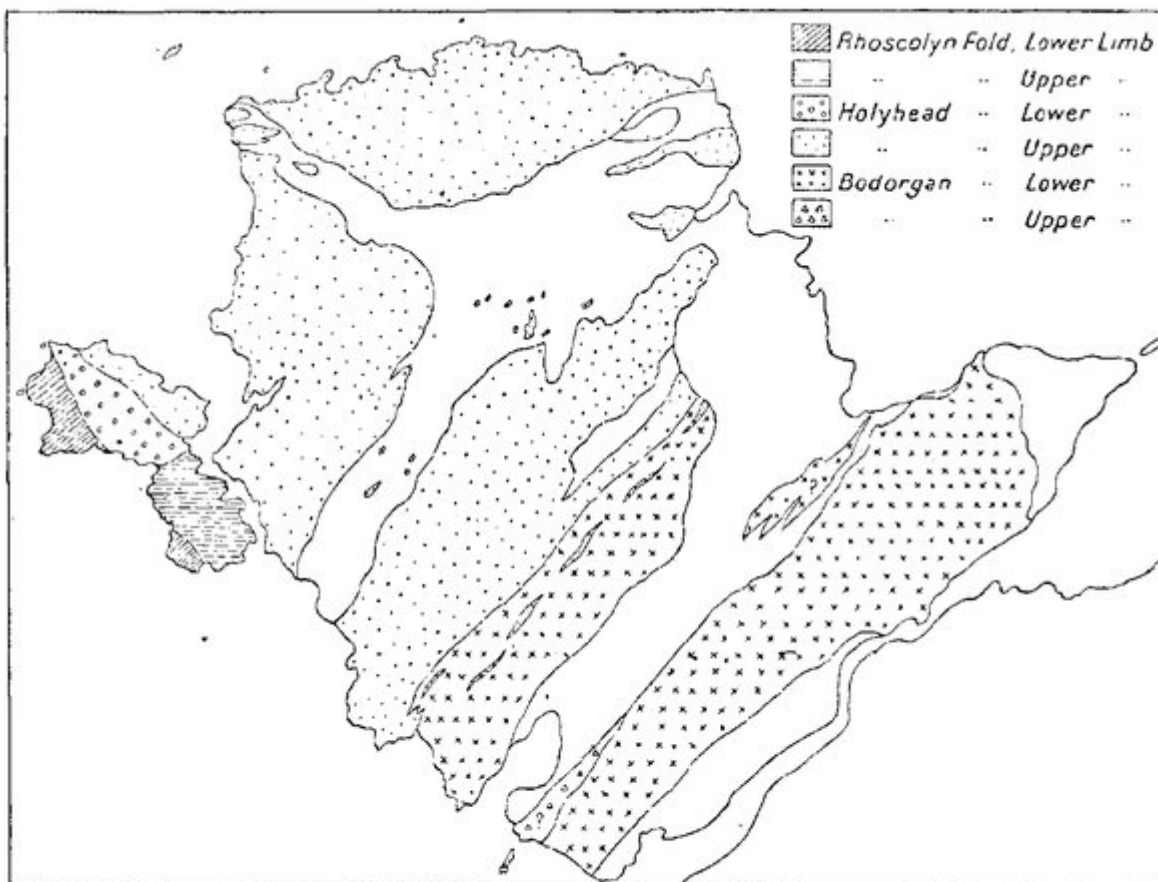 Rhoscolyn Fold, Lower Limb
" " Upper "
Holyhead " Lower "
" " Upper "
Bodorgan " Lower "
" " Upper "
?
?